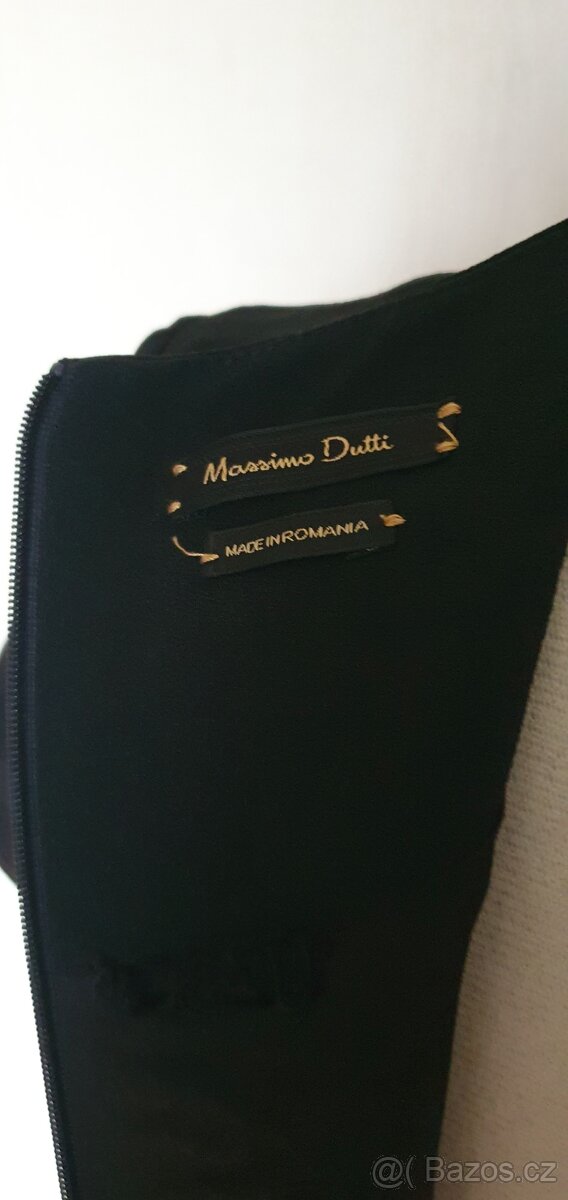 Massimo Dutti
MADE IN ROMANIA
@( Bazos.cz